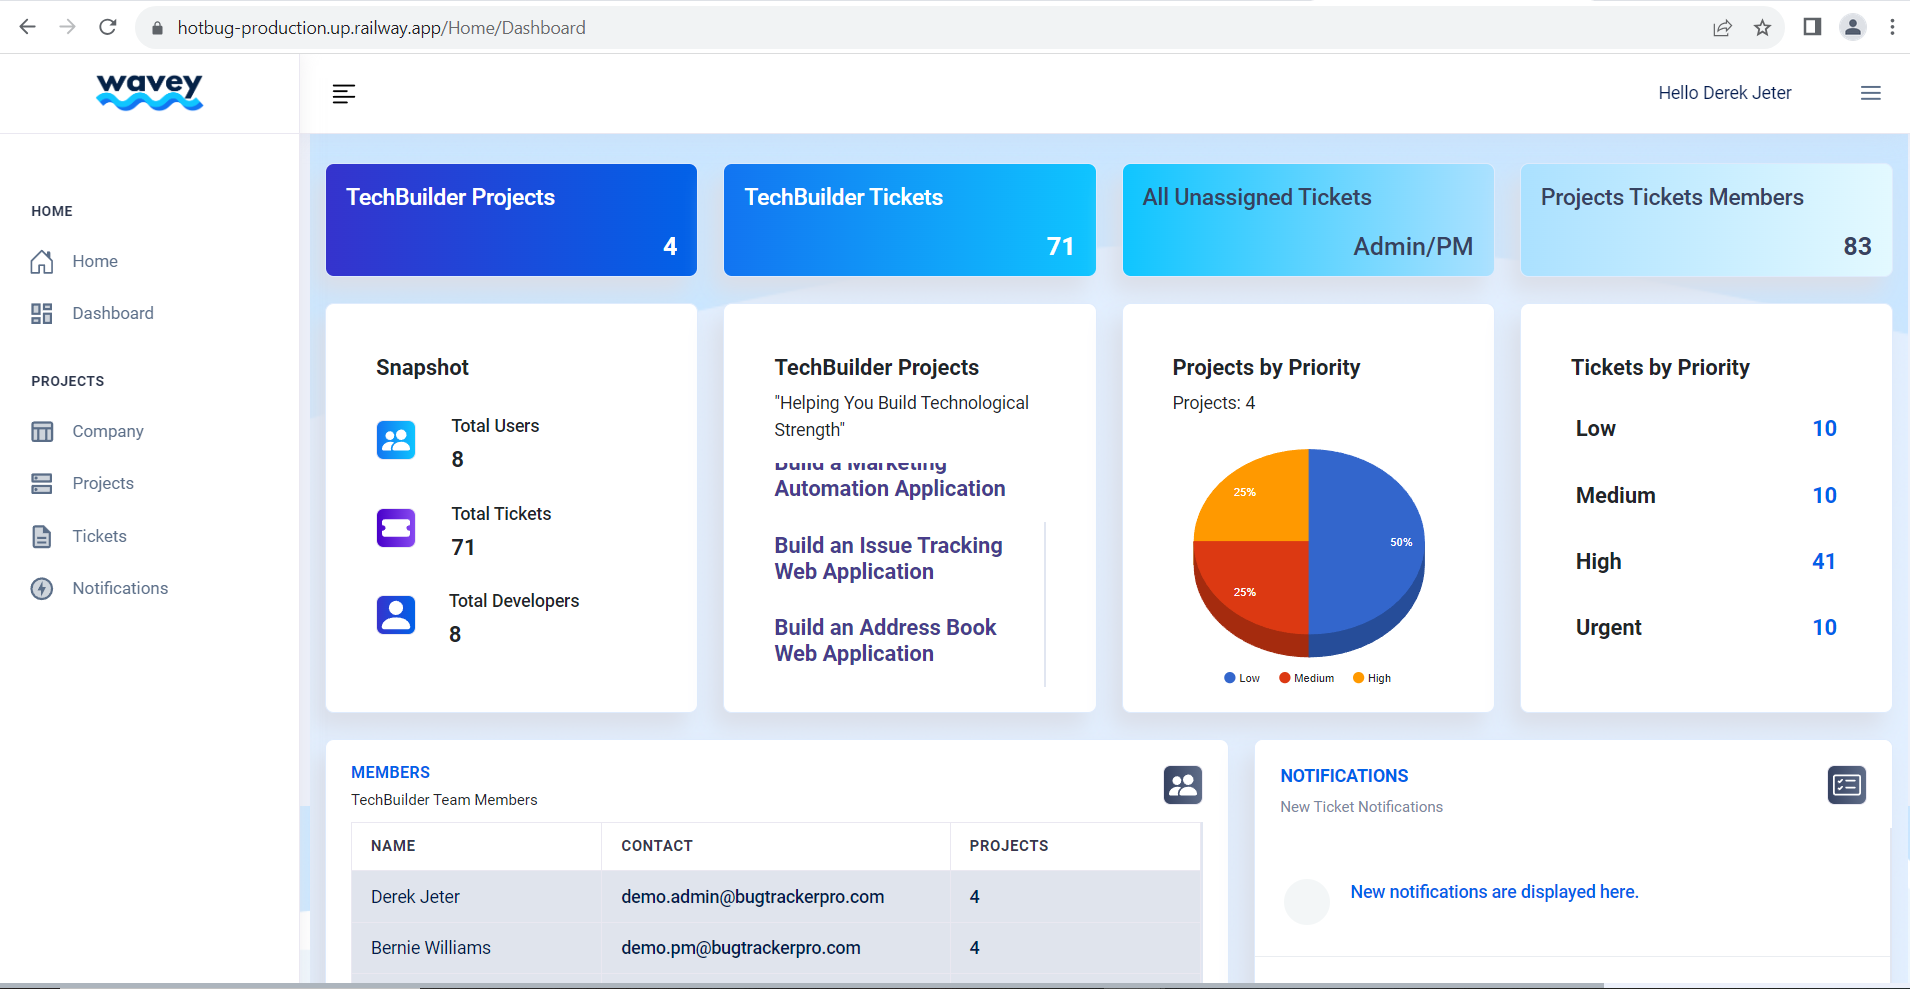 hotbug-production.up.railway.app/Home/Dashboard
wavey
Hello Derek Jeter
HOME
Home
Dashboard
PROJECTS
Company
Projects
Tickets
Notifications
TechBuilder Projects
4
TechBuilder Tickets
71
All Unassigned Tickets
Admin/PM
Projects Tickets Members
83
Snapshot
Total Users
8
Total Tickets
71
Total Developers
8
TechBuilder Projects
"Helping You Build Technological
Strength"
Build a Marketing
Automation Application
Build an Issue Tracking
Web Application
Build an Address Book
Web Application
Projects by Priority
Projects: 4
25%
50%
25%
Low Medium High
Tickets by Priority
Low 10
Medium 10
High 41
Urgent 10
MEMBERS
TechBuilder Team Members
NAME CONTACT PROJECTS
Derek Jeter demo.admin@bugtrackerpro.com 4
Bernie Williams demo.pm@bugtrackerpro.com 4
NOTIFICATIONS
New Ticket Notifications
New notifications are displayed here.